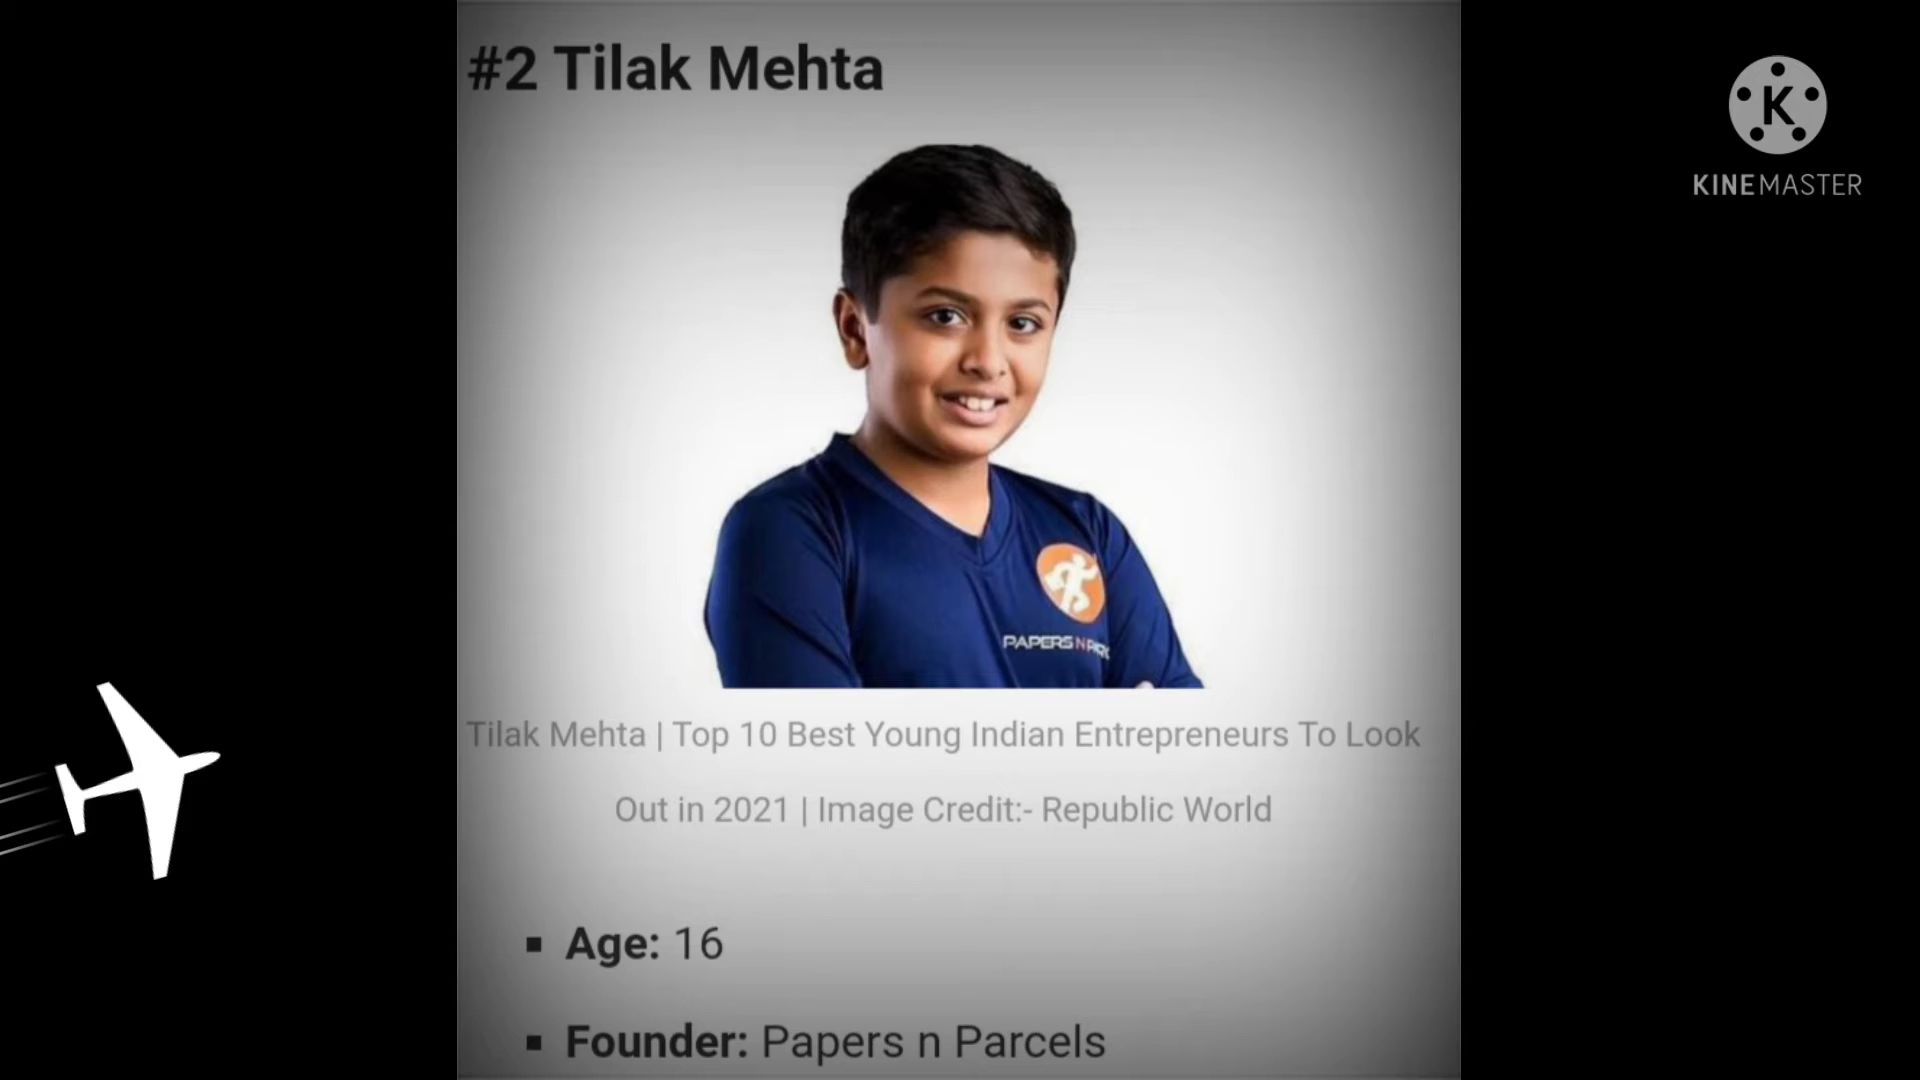 #2 Tilak Mehta
K
KINEMASTER
PAPERS N
Tilak Mehta | Top 10 Best Young Indian Entrepreneurs To Look
Out in 2021 | Image Credit:- Republic World
▪ Age: 16
▪ Founder: Papers n Parcels